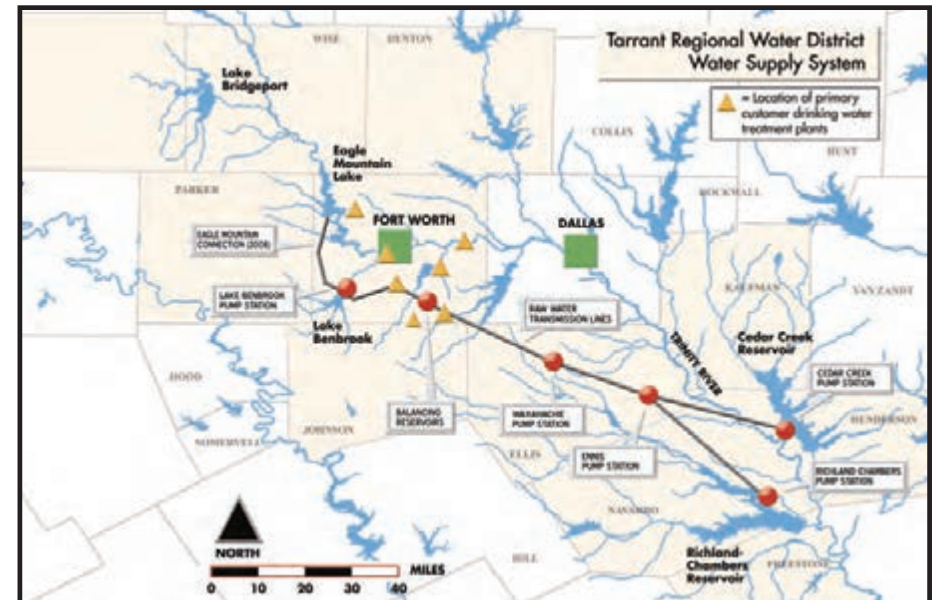 Tarrant Regional Water District
Water Supply System
= Location of primary
customer drinking water
treatment plants
WISE
DENTON
Lake
Bridgeport
COLLIN
HUNT
Eagle
Mountain
Lake
PARKER
ROCKWALL
FORT WORTH
DALLAS
EAGLE MOUNTAIN
CONNECTION (2008)
KAUFMAN
VAN ZANDT
LAKE BENBROOK
PUMP STATION
RAW WATER
TRANSMISSION LINES
Lake
Benbrook
TRINITY RIVER
Cedar Creek
Reservoir
CEDAR CREEK
PUMP STATION
HOOD
BALANCING
RESERVOIRS
WAXAHACHIE
PUMP STATION
HENDERSON
JOHNSON
SOMERVELL
ELLIS
ENNIS
PUMP STATION
RICHLAND CHAMBERS
PUMP STATION
NAVARRO
NORTH
HILL
Richland-
Chambers
Reservoir
FREESTONE
MILES
0 10 20 30 40